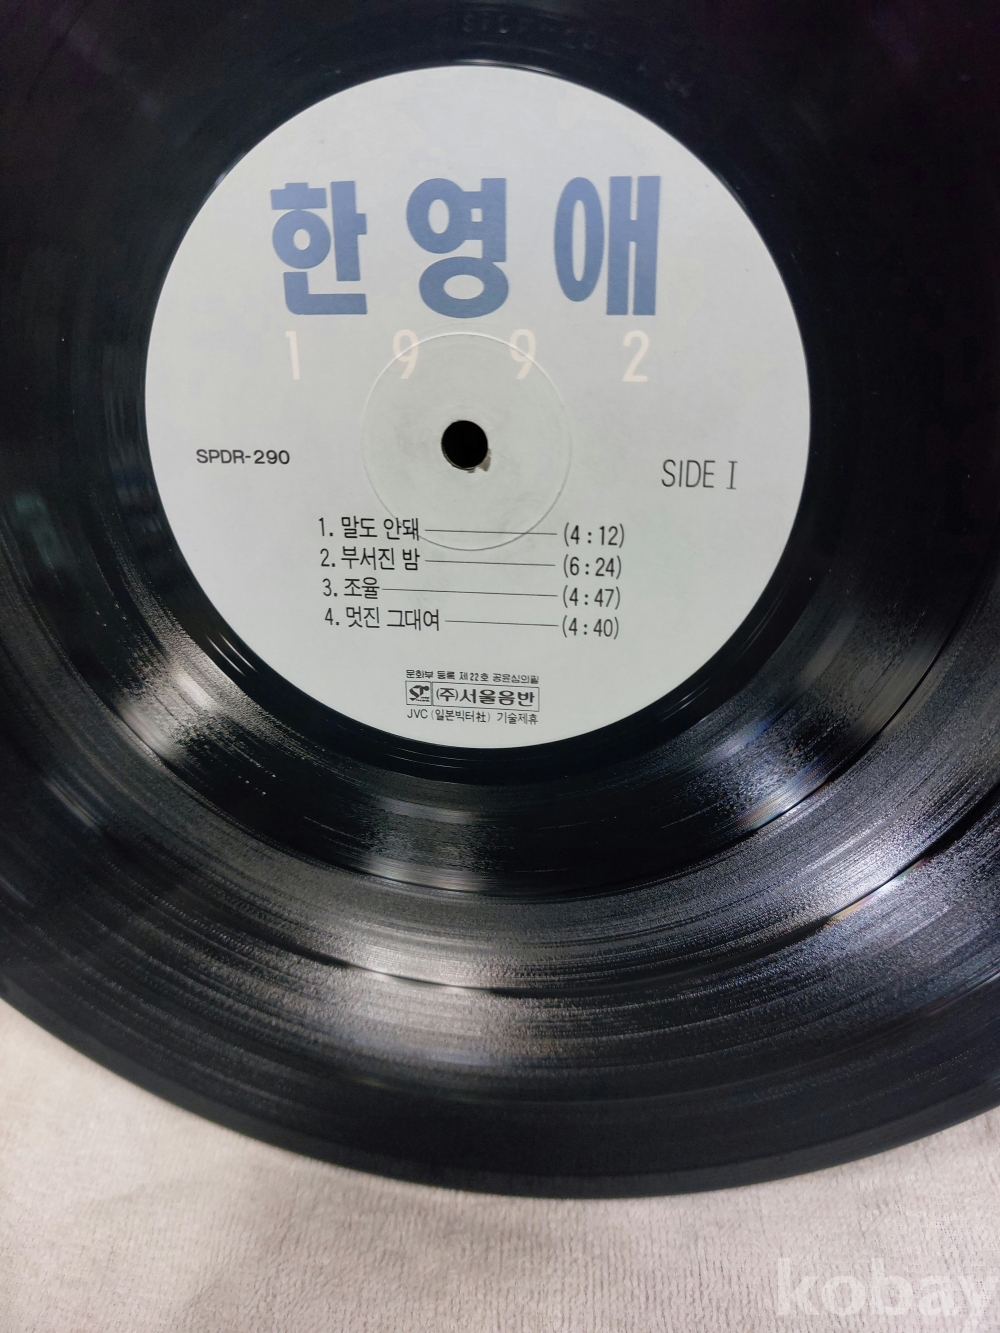 한영애
1992
SPDR-290
SIDE I
1. 말도 안돼 (4:12)
2. 부서진 밤 (6:24)
3. 조율 (4:47)
4. 멋진 그대여 (4:40)
문화부 등록 제22호 공윤심의필
(주)서울음반
JVC (일본빅터社) 기술제휴
kobay